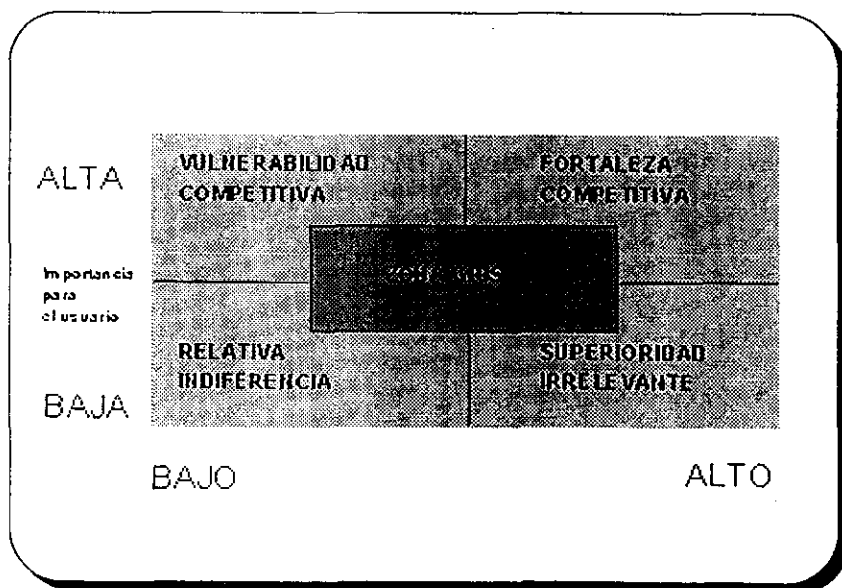 ALTA
VULNERABILIDAD
COMPETITIVA
FORTALEZA
COMPETITIVA
Importancia
para
el usuario
RELATIVA
INDIFERENCIA
SUPERIORIDAD
IRRELEVANTE
BAJA
BAJO
ALTO